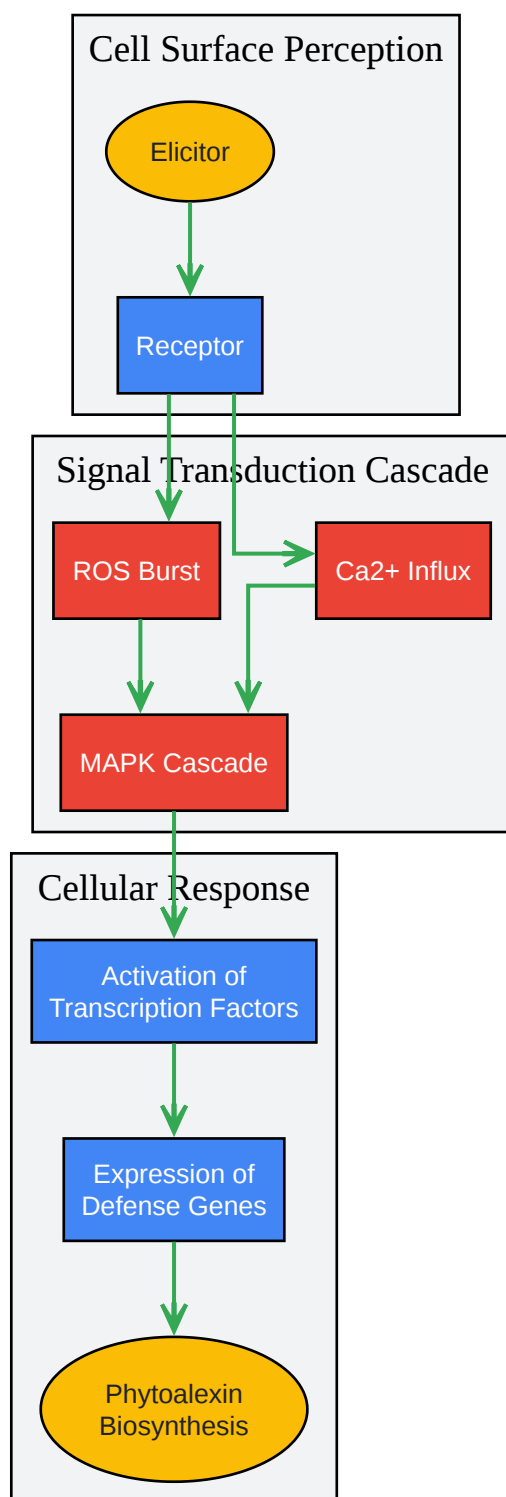 Cell Surface Perception
Elicitor
Receptor
Signal Transduction Cascade
ROS Burst
Ca2+ Influx
MAPK Cascade
Cellular Response
Activation of
Transcription Factors
Expression of
Defense Genes
Phytoalexin
Biosynthesis